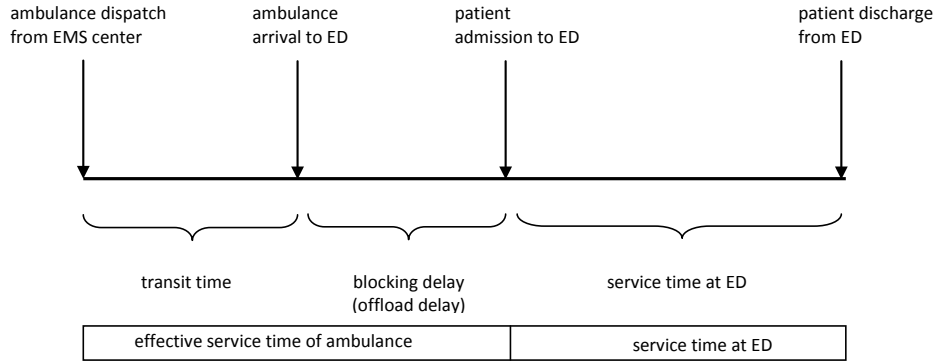 ambulance dispatch
from EMS center
ambulance
arrival to ED
patient
admission to ED
patient discharge
from ED
transit time
blocking delay
(offload delay)
service time at ED
effective service time of ambulance
service time at ED